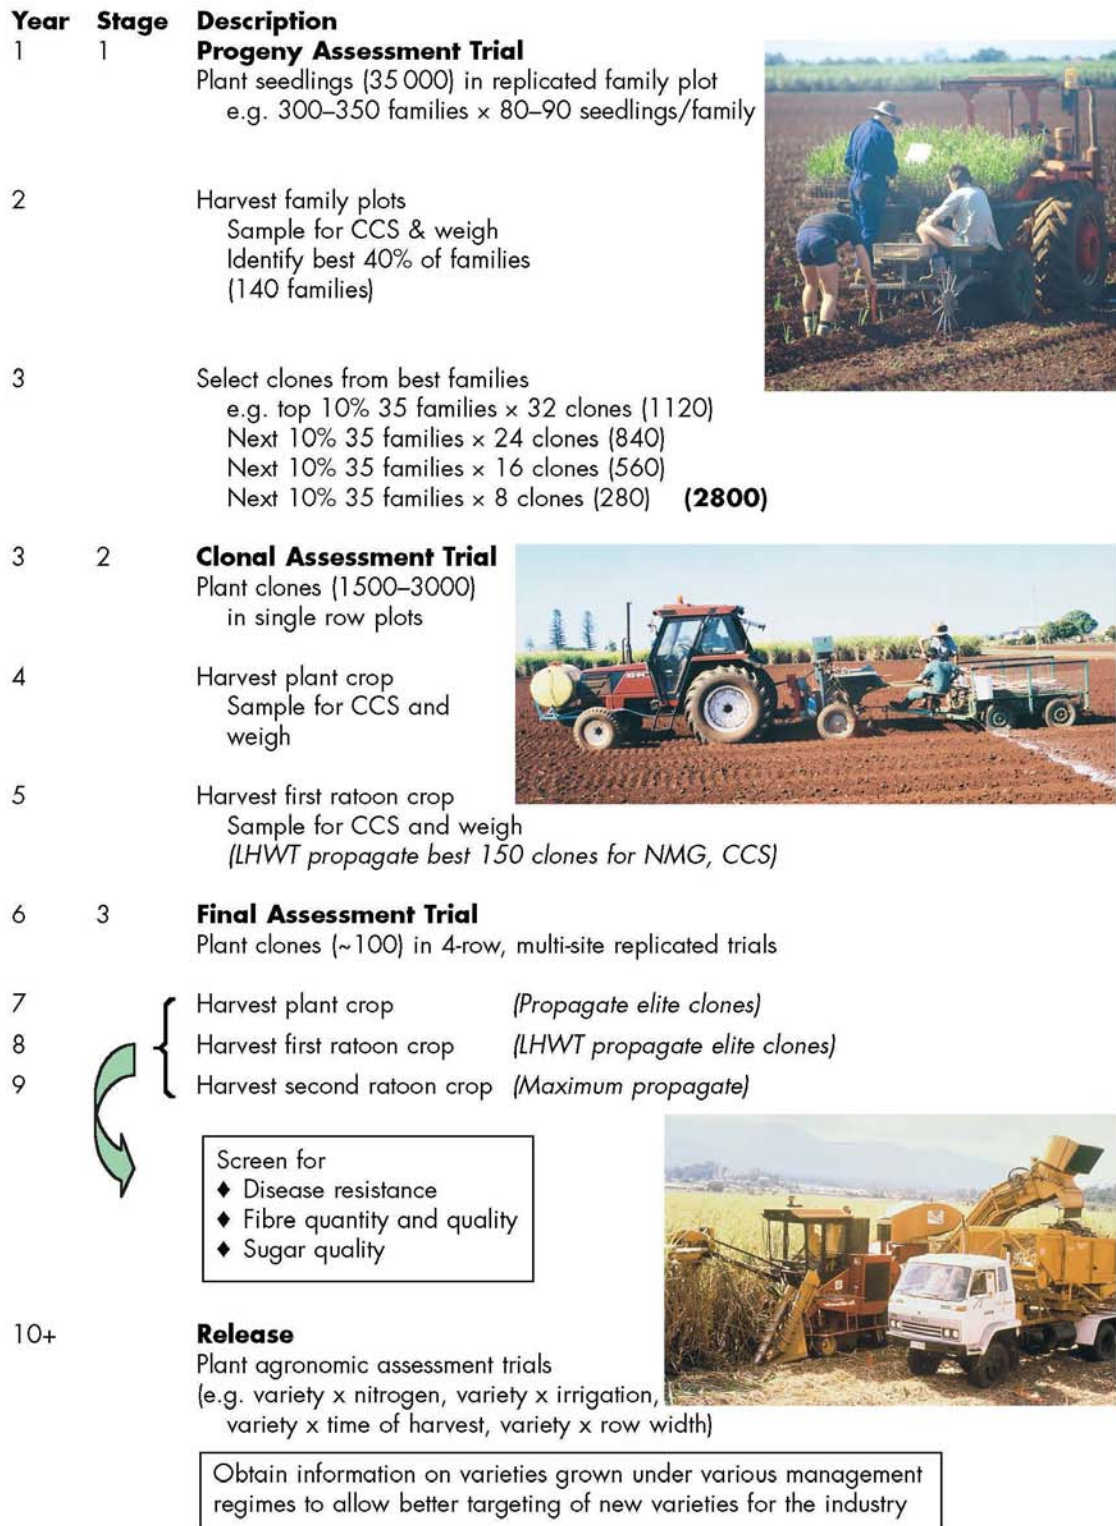 Year Stage Description
1 1 Progeny Assessment Trial
Plant seedlings (35 000) in replicated family plot
e.g. 300–350 families × 80–90 seedlings/family
2 Harvest family plots
Sample for CCS & weigh
Identify best 40% of families
(140 families)
3 Select clones from best families
e.g. top 10% 35 families × 32 clones (1120)
Next 10% 35 families × 24 clones (840)
Next 10% 35 families × 16 clones (560)
Next 10% 35 families × 8 clones (280) (2800)
3 2 Clonal Assessment Trial
Plant clones (1500–3000)
in single row plots
4 Harvest plant crop
Sample for CCS and
weigh
5 Harvest first ratoon crop
Sample for CCS and weigh
(LHWT propagate best 150 clones for NMG, CCS)
6 3 Final Assessment Trial
Plant clones (~100) in 4-row, multi-site replicated trials
7 Harvest plant crop (Propagate elite clones)
8 Harvest first ratoon crop (LHWT propagate elite clones)
9 Harvest second ratoon crop (Maximum propagate)
Screen for
♦ Disease resistance
♦ Fibre quantity and quality
♦ Sugar quality
10+ Release
Plant agronomic assessment trials
(e.g. variety x nitrogen, variety x irrigation,
variety x time of harvest, variety x row width)
Obtain information on varieties grown under various management
regimes to allow better targeting of new varieties for the industry